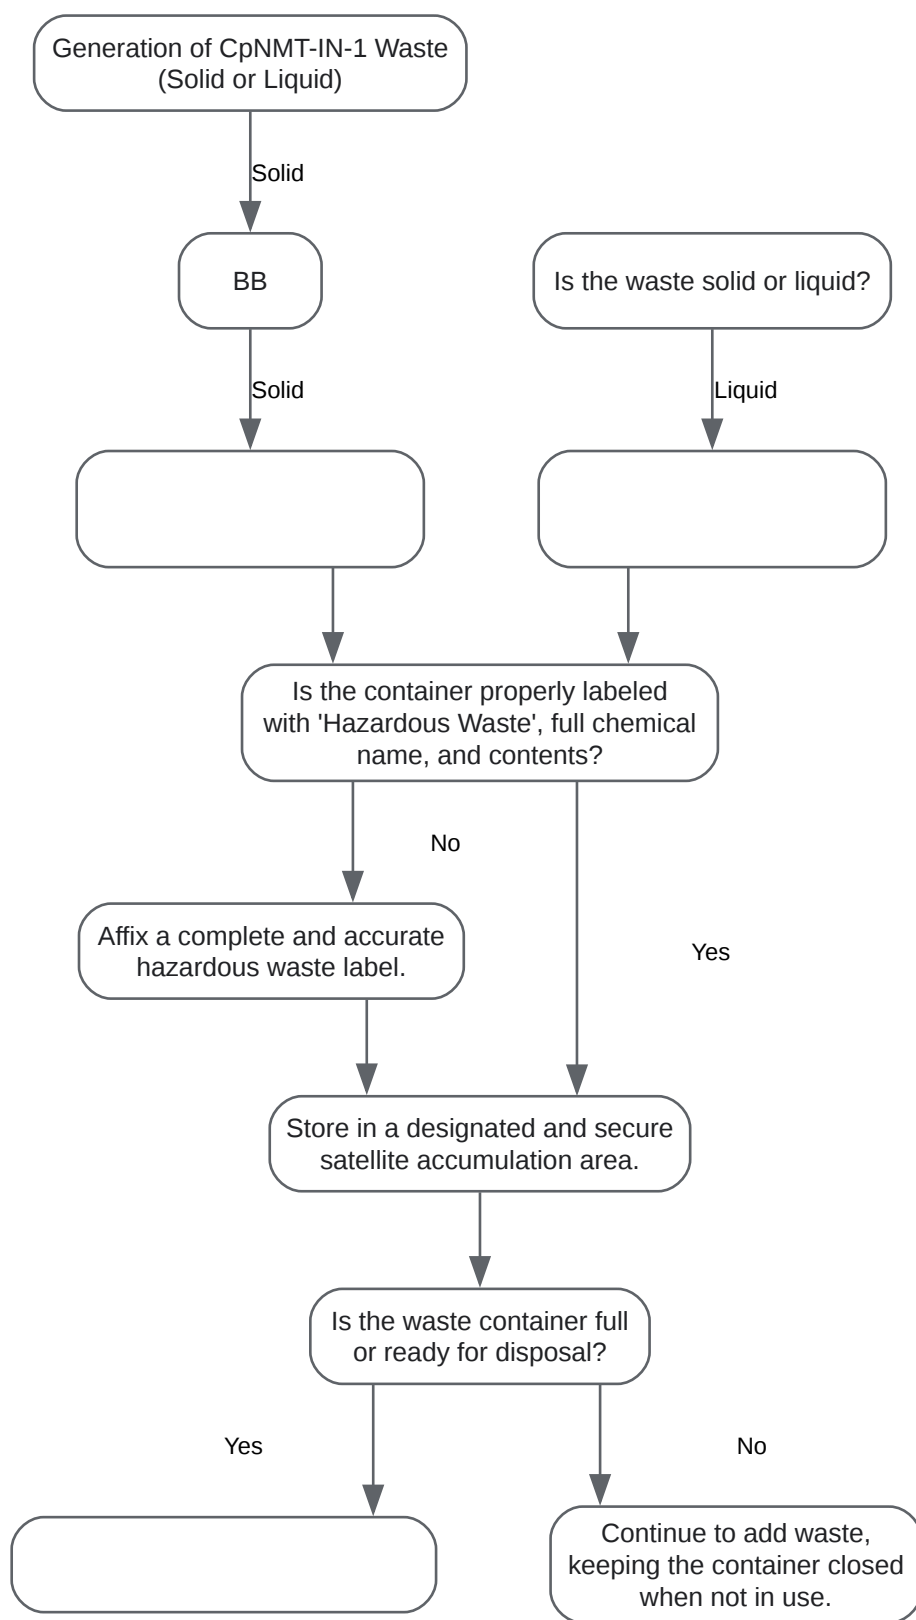 Generation of CpNMT-IN-1 Waste
(Solid or Liquid)
Solid
BB
Is the waste solid or liquid?
Solid
Liquid
Is the container properly labeled
with 'Hazardous Waste', full chemical
name, and contents?
No
Affix a complete and accurate
hazardous waste label.
Yes
Store in a designated and secure
satellite accumulation area.
Is the waste container full
or ready for disposal?
Yes
No
Continue to add waste,
keeping the container closed
when not in use.